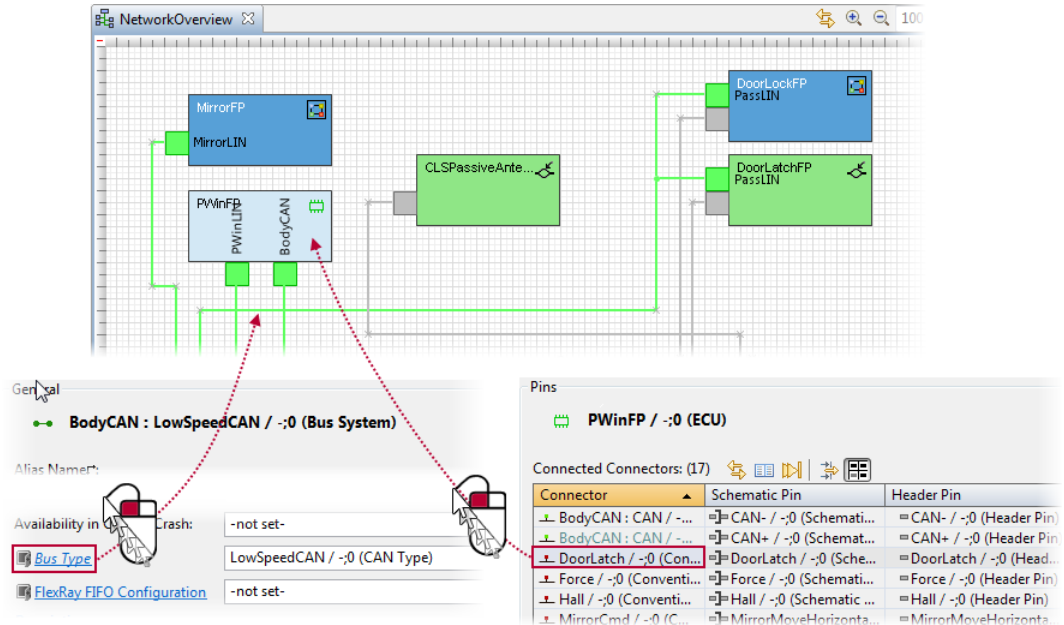 NetworkOverview
100
MirrorFP
MirrorLIN
PWinFP
PWinLIN
BodyCAN
CLSPassiveAnte...
DoorLockFP
PassLIN
DoorLatchFP
PassLIN
General
BodyCAN : LowSpeedCAN / -;0 (Bus System)
Alias Name*:
Availability in Crash: -not set-
Bus Type LowSpeedCAN / -;0 (CAN Type)
FlexRay FIFO Configuration -not set-
Pins
PWinFP / -;0 (ECU)
Connected Connectors: (17)
Connector Schematic Pin Header Pin
BodyCAN : CAN / -... CAN- / -;0 (Schemati... CAN- / -;0 (Header Pin)
BodyCAN : CAN / -... CAN+ / -;0 (Schemat... CAN+ / -;0 (Header Pin)
DoorLatch / -;0 (Con... DoorLatch / -;0 (Sche... DoorLatch / -;0 (Head...
Force / -;0 (Conventi... Force / -;0 (Schemati... Force / -;0 (Header Pin)
Hall / -;0 (Conventi... Hall / -;0 (Schematic ... Hall / -;0 (Header Pin)
MirrorCmd / -;0 (C... MirrorMoveHorizonta... MirrorMoveHorizonta...